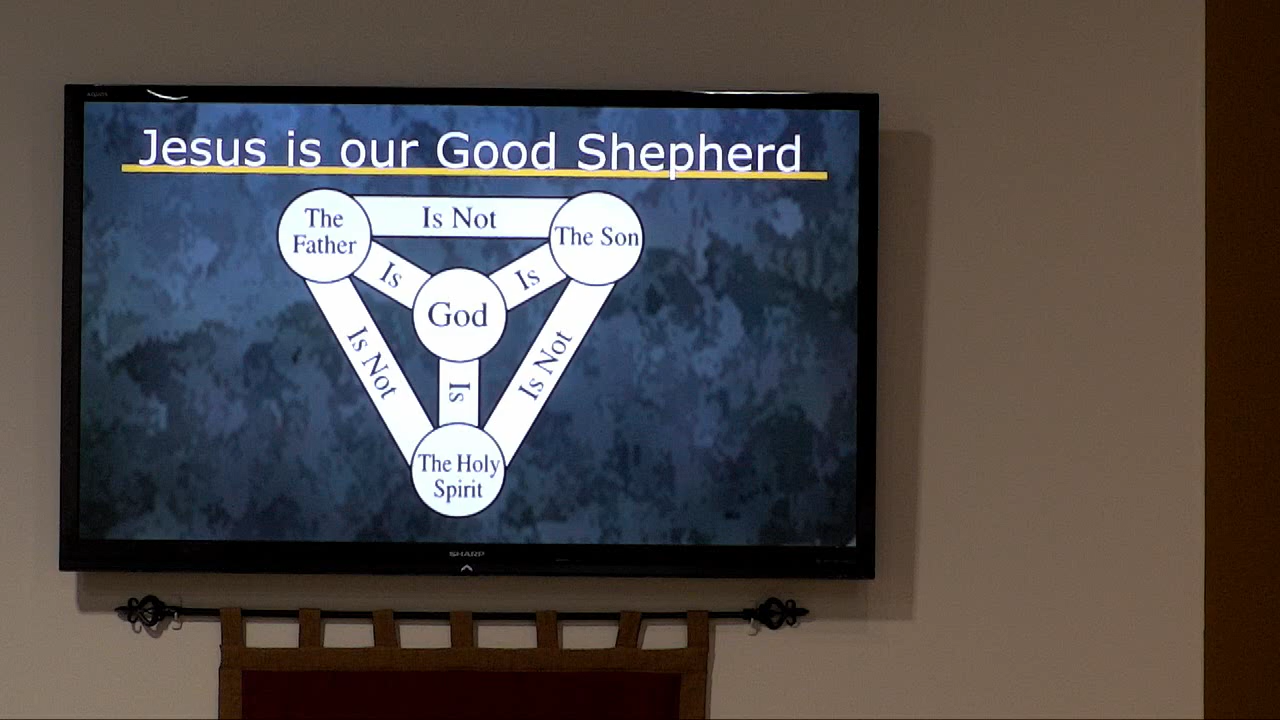 Jesus is our Good Shepherd
The
Father
Is Not
The Son
Is
Is
God
Is Not
Is
Is Not
The Holy
Spirit
SHARP